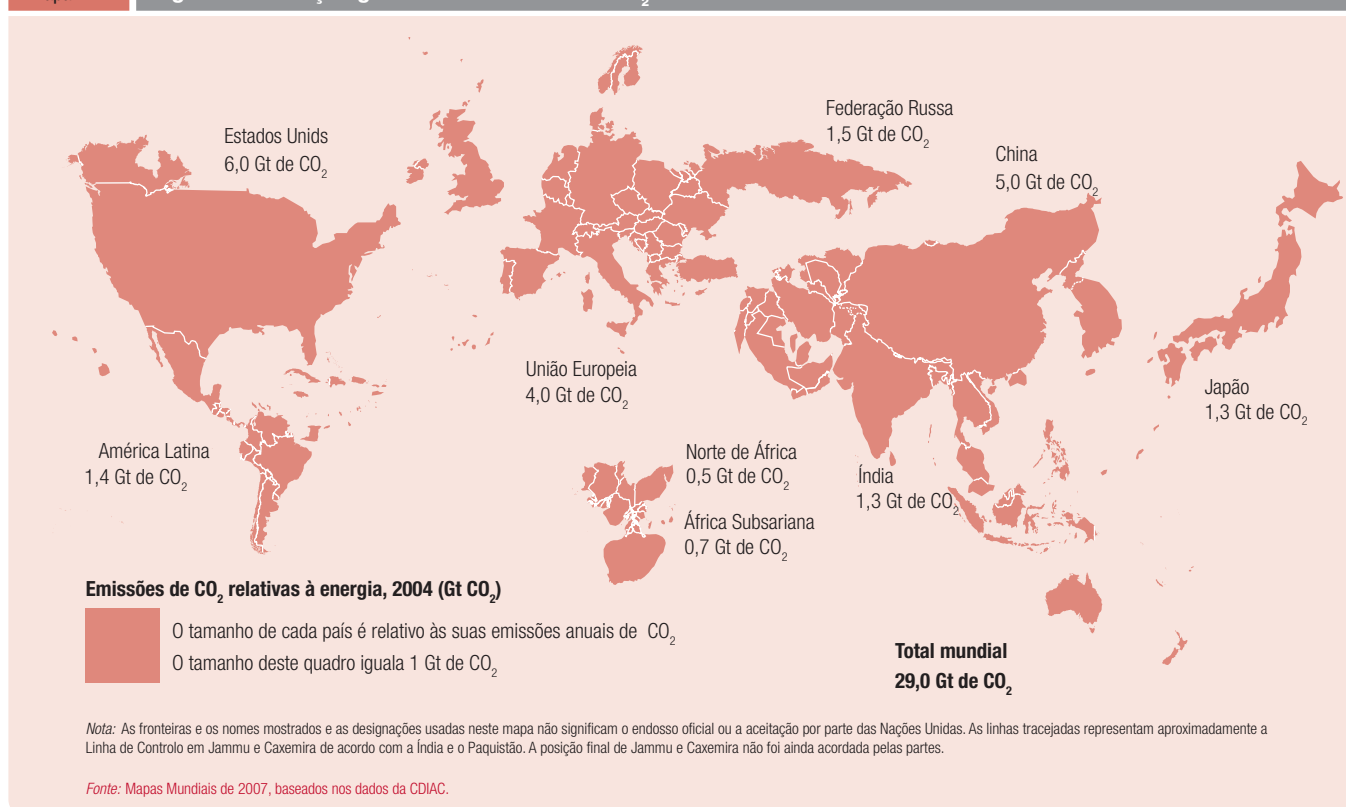 Federação Russa
1,5 Gt de CO₂
Estados Unids
6,0 Gt de CO₂
China
5,0 Gt de CO₂
União Europeia
4,0 Gt de CO₂
Japão
1,3 Gt de CO₂
América Latina
1,4 Gt de CO₂
Norte de África
0,5 Gt de CO₂
Índia
1,3 Gt de CO₂
África Subsariana
0,7 Gt de CO₂
Emissões de CO₂ relativas à energia, 2004 (Gt CO₂)
O tamanho de cada país é relativo às suas emissões anuais de CO₂
O tamanho deste quadro iguala 1 Gt de CO₂
Total mundial
29,0 Gt de CO₂
Nota: As fronteiras e os nomes mostrados e as designações usadas neste mapa não significam o endosso oficial ou a aceitação por parte das Nações Unidas. As linhas tracejadas representam aproximadamente a
Linha de Controlo em Jammu e Caxemira de acordo com a Índia e o Paquistão. A posição final de Jammu e Caxemira não foi ainda acordada pelas partes.
Fonte: Mapas Mundiais de 2007, baseados nos dados da CDIAC.